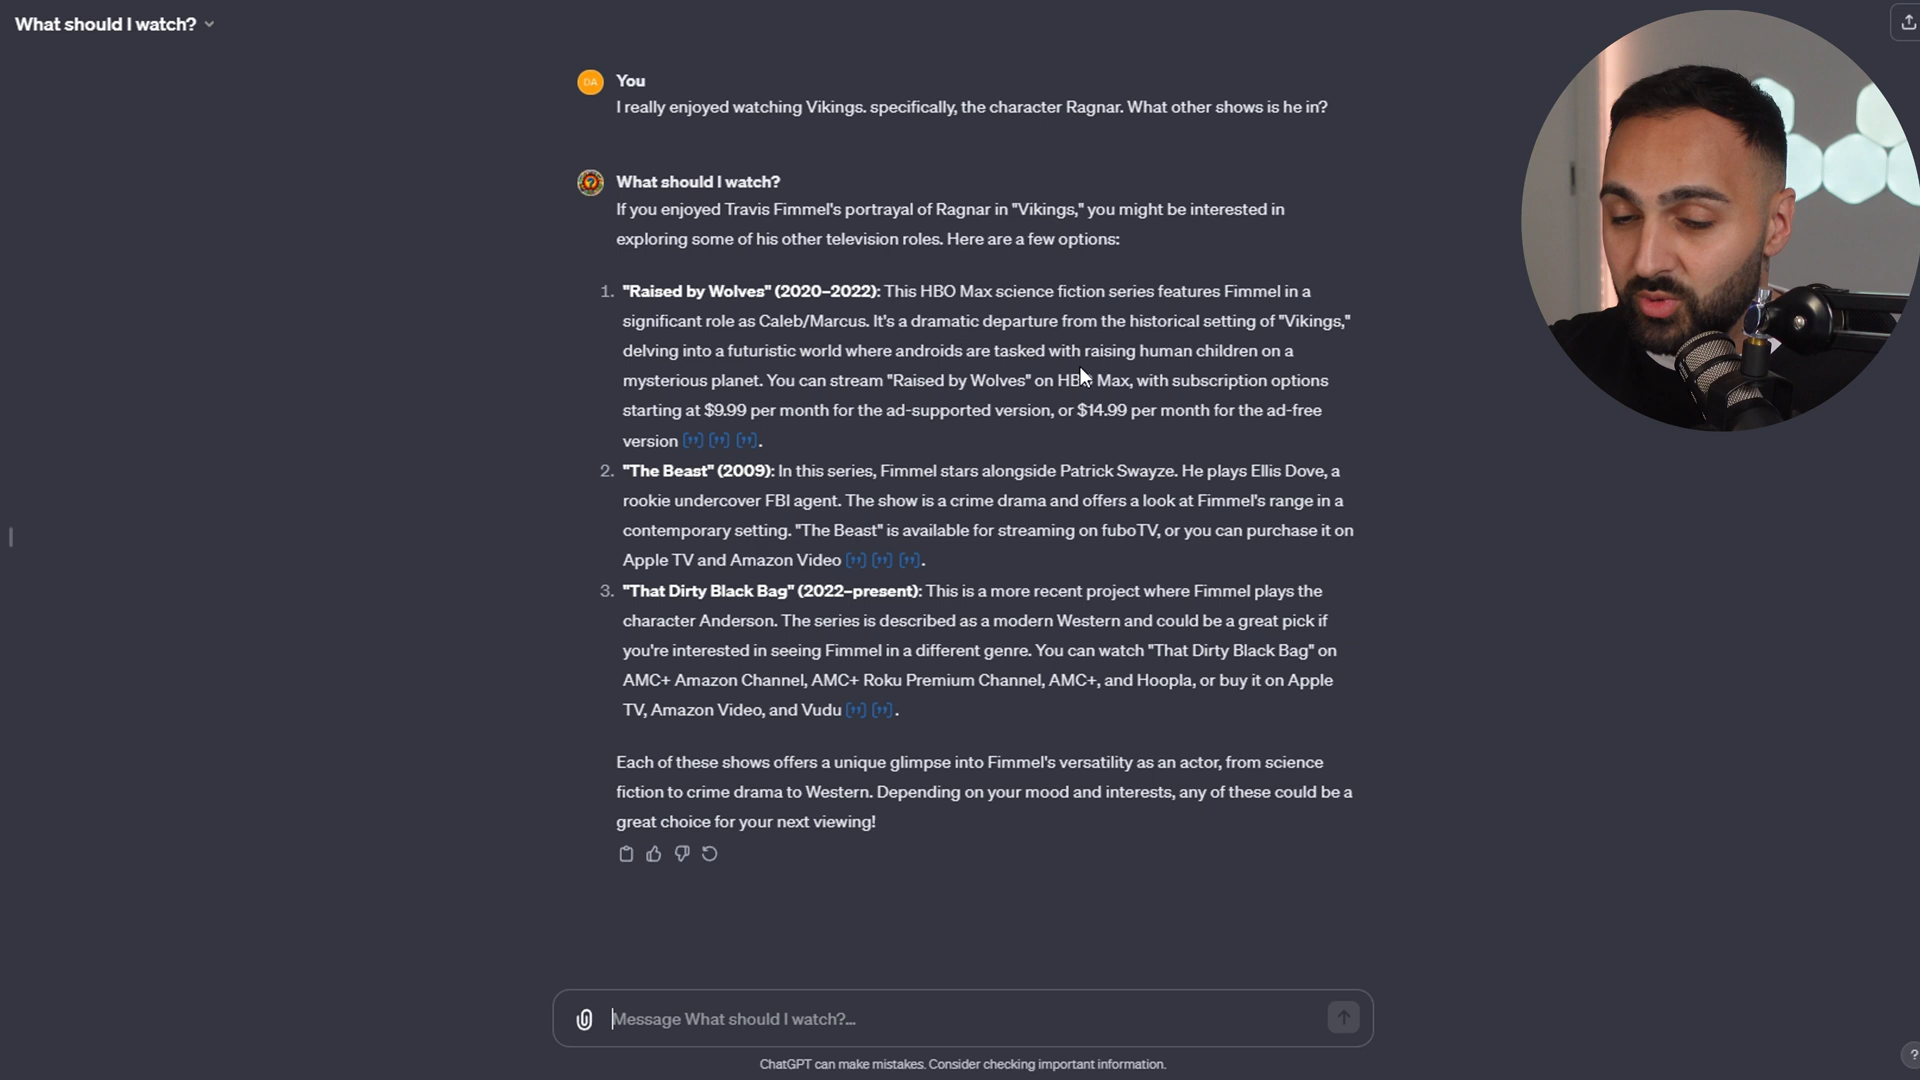 What should I watch?
DA
You
I really enjoyed watching Vikings. specifically, the character Ragnar. What other shows is he in?
What should I watch?
If you enjoyed Travis Fimmel's portrayal of Ragnar in "Vikings," you might be interested in
exploring some of his other television roles. Here are a few options:
1. "Raised by Wolves" (2020–2022): This HBO Max science fiction series features Fimmel in a
significant role as Caleb/Marcus. It's a dramatic departure from the historical setting of "Vikings,"
delving into a futuristic world where androids are tasked with raising human children on a
mysterious planet. You can stream "Raised by Wolves" on HBO Max, with subscription options
starting at $9.99 per month for the ad-supported version, or $14.99 per month for the ad-free
version ["] ["] ["].
2. "The Beast" (2009): In this series, Fimmel stars alongside Patrick Swayze. He plays Ellis Dove, a
rookie undercover FBI agent. The show is a crime drama and offers a look at Fimmel's range in a
contemporary setting. "The Beast" is available for streaming on fuboTV, or you can purchase it on
Apple TV and Amazon Video ["] ["] ["].
3. "That Dirty Black Bag" (2022–present): This is a more recent project where Fimmel plays the
character Anderson. The series is described as a modern Western and could be a great pick if
you're interested in seeing Fimmel in a different genre. You can watch "That Dirty Black Bag" on
AMC+ Amazon Channel, AMC+ Roku Premium Channel, AMC+, and Hoopla, or buy it on Apple
TV, Amazon Video, and Vudu ["] ["].
Each of these shows offers a unique glimpse into Fimmel's versatility as an actor, from science
fiction to crime drama to Western. Depending on your mood and interests, any of these could be a
great choice for your next viewing!
Message What should I watch?...
ChatGPT can make mistakes. Consider checking important information.
?